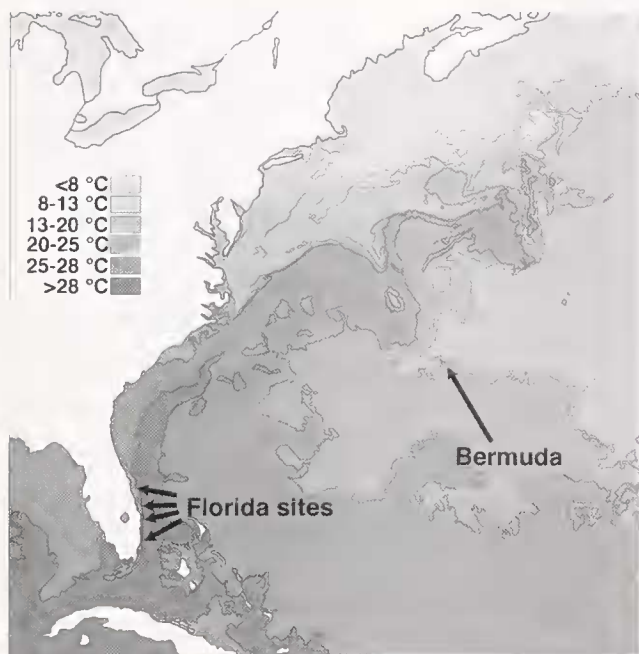 <8 °C
8-13 °C
13-20 °C
20-25 °C
25-28 °C
>28 °C
Bermuda
Florida sites